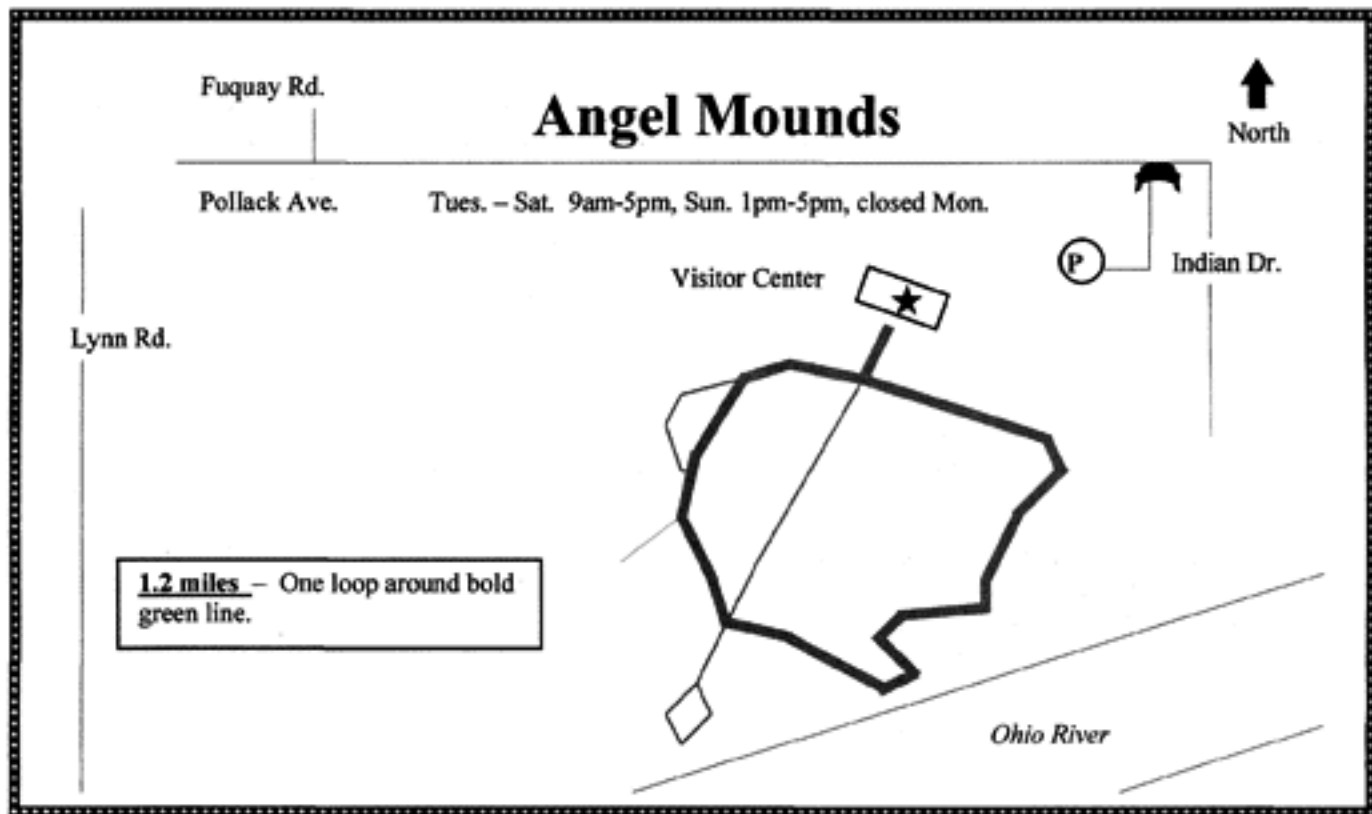 Fuquay Rd.
Angel Mounds
North
Pollack Ave.
Tues. – Sat. 9am-5pm, Sun. 1pm-5pm, closed Mon.
Visitor Center
P
Indian Dr.
Lynn Rd.
1.2 miles – One loop around bold
green line.
Ohio River